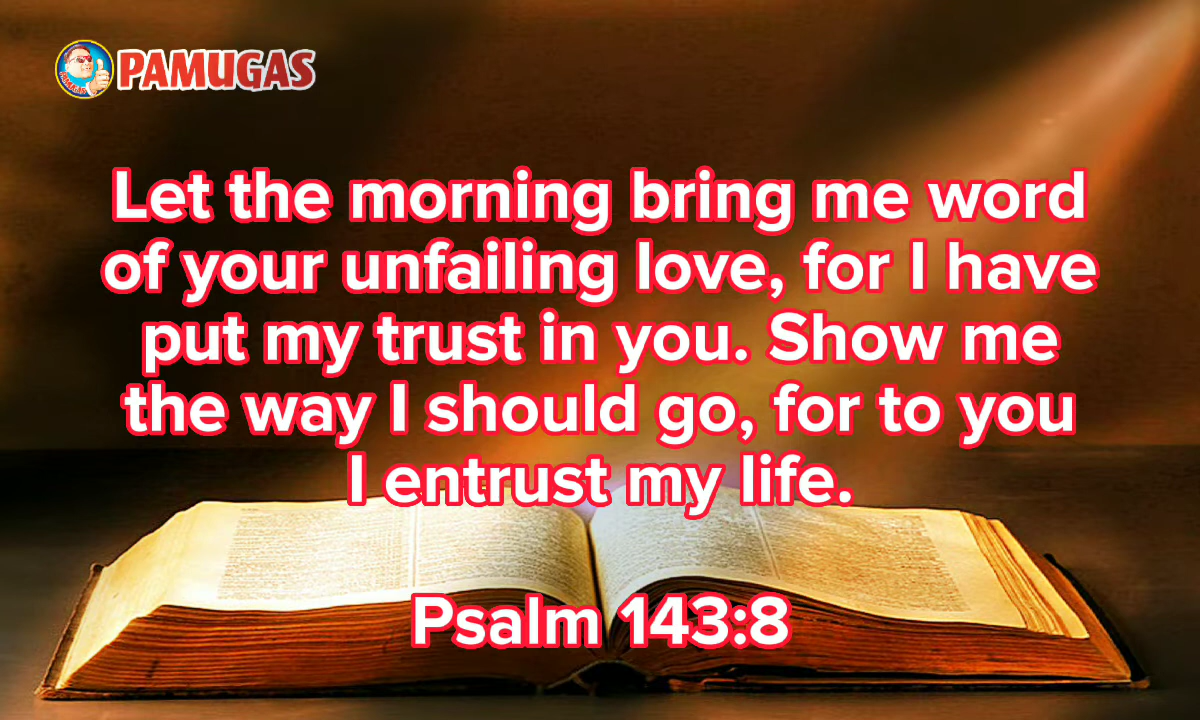 PAMUGAS
Let the morning bring me word
of your unfailing love, for I have
put my trust in you. Show me
the way I should go, for to you
I entrust my life.
Psalm 143:8